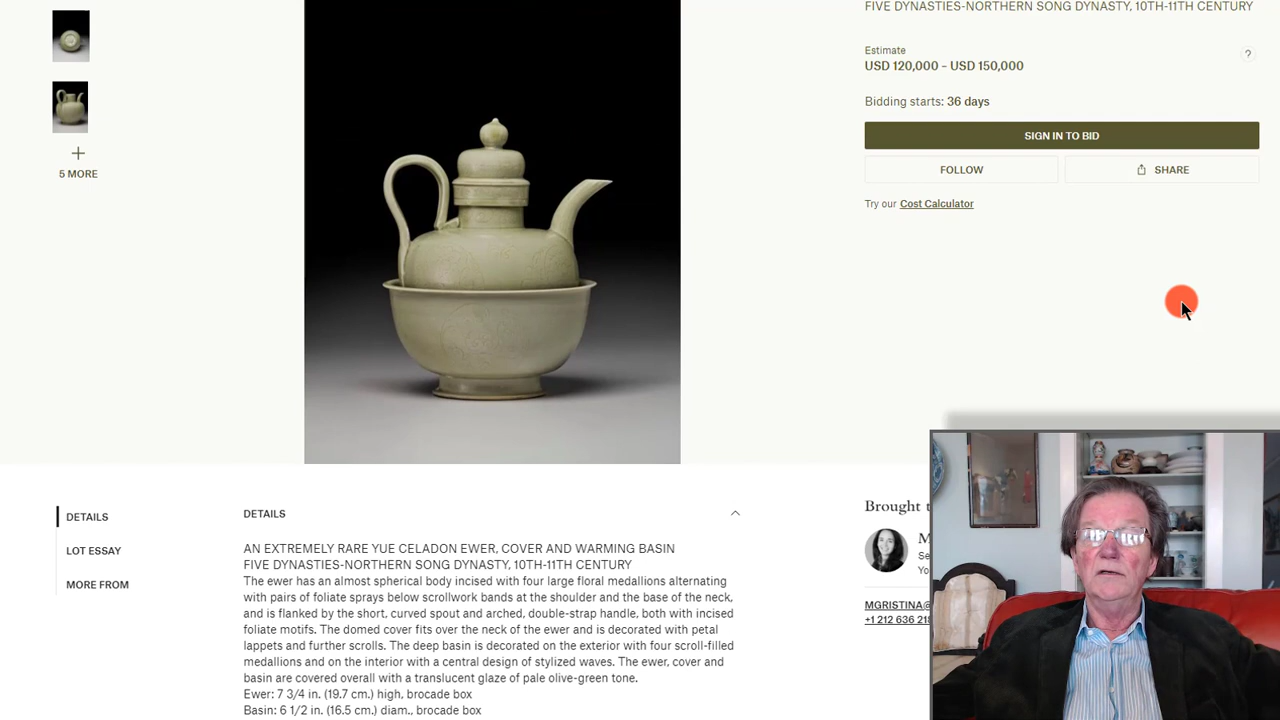 FIVE DYNASTIES-NORTHERN SONG DYNASTY, 10TH-11TH CENTURY
Estimate
?
USD 120,000 – USD 150,000
Bidding starts: 36 days
SIGN IN TO BID
FOLLOW
SHARE
Try our Cost Calculator
5 MORE
DETAILS
LOT ESSAY
MORE FROM
DETAILS
AN EXTREMELY RARE YUE CELADON EWER, COVER AND WARMING BASIN
FIVE DYNASTIES-NORTHERN SONG DYNASTY, 10TH-11TH CENTURY
The ewer has an almost spherical body incised with four large floral medallions alternating
with pairs of foliate sprays below scrollwork bands at the shoulder and the base of the neck,
and is flanked by the short, curved spout and arched, double-strap handle, both with incised
foliate motifs. The domed cover fits over the neck of the ewer and is decorated with petal
lappets and further scrolls. The deep basin is decorated on the exterior with four scroll-filled
medallions and on the interior with a central design of stylized waves. The ewer, cover and
basin are covered overall with a translucent glaze of pale olive-green tone.
Ewer: 7 3/4 in. (19.7 cm.) high, brocade box
Basin: 6 1/2 in. (16.5 cm.) diam., brocade box
Brought
MGRISTINA@
+1 212 636 218